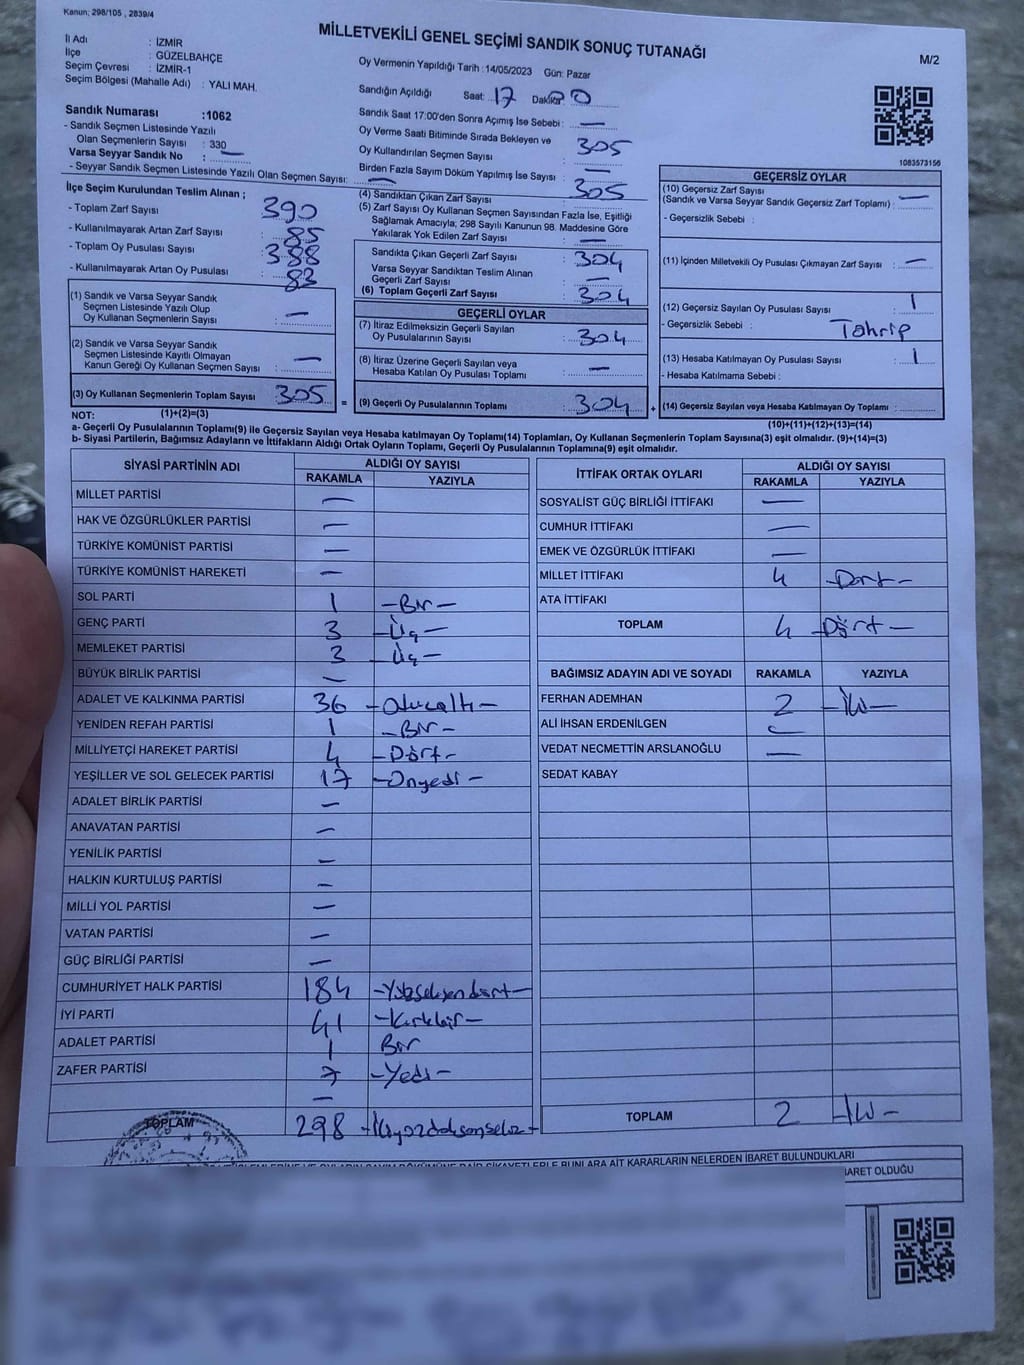 Kanun; 298/105 , 2839/4
MİLLETVEKİLİ GENEL SEÇİMİ SANDIK SONUÇ TUTANAĞI
M/2
İl Adı : İZMİR
İlçe : GÜZELBAHÇE
Seçim Çevresi : İZMİR-1
Seçim Bölgesi (Mahalle Adı) : YALI MAH.
Sandık Numarası :1062
- Sandık Seçmen Listesinde Yazılı
Olan Seçmenlerin Sayısı : 330
Varsa Seyyar Sandık No : —
- Seyyar Sandık Seçmen Listesinde Yazılı Olan Seçmen Sayısı: —
Oy Vermenin Yapıldığı Tarih :14/05/2023 Gün: Pazar
Sandığın Açıldığı Saat: 17 Dakika:
Sandık Saat 17:00'den Sonra Açılmış İse Sebebi : —
Oy Verme Saati Bitiminde Sırada Bekleyen ve
Oy Kullandırılan Seçmen Sayısı : 305
Birden Fazla Sayım Döküm Yapılmış İse Sayısı : —
1083573156
İlçe Seçim Kurulundan Teslim Alınan ;
- Toplam Zarf Sayısı : 390
- Kullanılmayarak Artan Zarf Sayısı : 85
- Toplam Oy Pusulası Sayısı : 388
- Kullanılmayarak Artan Oy Pusulası : 83
(1) Sandık ve Varsa Seyyar Sandık
Seçmen Listesinde Yazılı Olup
Oy Kullanan Seçmenlerin Sayısı : —
(2) Sandık ve Varsa Seyyar Sandık
Seçmen Listesinde Kayıtlı Olmayan
Kanun Gereği Oy Kullanan Seçmen Sayısı : —
(3) Oy Kullanan Seçmenlerin Toplam Sayısı : 305 =
(4) Sandıktan Çıkan Zarf Sayısı : 305
(5) Zarf Sayısı Oy Kullanan Seçmen Sayısından Fazla İse, Eşitliği
Sağlamak Amacıyla; 298 Sayılı Kanunun 98. Maddesine Göre
Yakılarak Yok Edilen Zarf Sayısı : —
Sandıkta Çıkan Geçerli Zarf Sayısı : 304
Varsa Seyyar Sandıktan Teslim Alınan
Geçerli Zarf Sayısı : —
(6) Toplam Geçerli Zarf Sayısı : 304
GEÇERLİ OYLAR
(7) İtiraz Edilmeksizin Geçerli Sayılan
Oy Pusulalarının Sayısı : 304
(8) İtiraz Üzerine Geçerli Sayılan veya
Hesaba Katılan Oy Pusulası Toplamı : —
(9) Geçerli Oy Pusulalarının Toplamı : 304 +
GEÇERSİZ OYLAR
(10) Geçersiz Zarf Sayısı
(Sandık ve Varsa Seyyar Sandık Geçersiz Zarf Toplamı) : —
- Geçersizlik Sebebi :
(11) İçinden Milletvekili Oy Pusulası Çıkmayan Zarf Sayısı : —
(12) Geçersiz Sayılan Oy Pusulası Sayısı : 1
- Geçersizlik Sebebi : Tahrip
(13) Hesaba Katılmayan Oy Pusulası Sayısı : 1
- Hesaba Katılmama Sebebi :
(14) Geçersiz Sayılan veya Hesaba Katılmayan Oy Toplamı :
NOT: (1)+(2)=(3)
(10)+(11)+(12)+(13)=(14)
a- Geçerli Oy Pusulalarının Toplamı(9) ile Geçersiz Sayılan veya Hesaba katılmayan Oy Toplamı(14) Toplamları, Oy Kullanan Seçmenlerin Toplam Sayısına(3) eşit olmalıdır. (9)+(14)=(3)
b- Siyasi Partilerin, Bağımsız Adayların ve İttifakların Aldığı Ortak Oyların Toplamı, Geçerli Oy Pusulalarının Toplamına(9) eşit olmalıdır.
SİYASİ PARTİNİN ADI ALDIĞI OY SAYISI
RAKAMLA YAZIYLA
MİLLET PARTİSİ —
HAK VE ÖZGÜRLÜKLER PARTİSİ —
TÜRKİYE KOMÜNİST PARTİSİ —
TÜRKİYE KOMÜNİST HAREKETİ —
SOL PARTİ 1 -Bir-
GENÇ PARTİ 3 -Üç-
MEMLEKET PARTİSİ 3 -Üç-
BÜYÜK BİRLİK PARTİSİ —
ADALET VE KALKINMA PARTİSİ 36 -Otuzaltı-
YENİDEN REFAH PARTİSİ 1 -Bir-
MİLLİYETÇİ HAREKET PARTİSİ 4 -Dört-
YEŞİLLER VE SOL GELECEK PARTİSİ 17 -Onyedi-
ADALET BİRLİK PARTİSİ —
ANAVATAN PARTİSİ —
YENİLİK PARTİSİ —
HALKIN KURTULUŞ PARTİSİ —
MİLLİ YOL PARTİSİ —
VATAN PARTİSİ —
GÜÇ BİRLİĞİ PARTİSİ —
CUMHURİYET HALK PARTİSİ 184 -Yüzseksendört-
İYİ PARTİ 41 -Kırkbir-
ADALET PARTİSİ 1 Bir
ZAFER PARTİSİ 7 -Yedi-
—
TOPLAM 298 -İkiyüzdoksansekiz-
İTTİFAK ORTAK OYLARI ALDIĞI OY SAYISI
RAKAMLA YAZIYLA
SOSYALİST GÜÇ BİRLİĞİ İTTİFAKI —
CUMHUR İTTİFAKI —
EMEK VE ÖZGÜRLÜK İTTİFAKI —
MİLLET İTTİFAKI 4 -Dört-
ATA İTTİFAKI
TOPLAM 4 -Dört-
BAĞIMSIZ ADAYIN ADI VE SOYADI RAKAMLA YAZIYLA
FERHAN ADEMHAN 2 -İki-
ALİ İHSAN ERDENİLGEN —
VEDAT NECMETTİN ARSLANOĞLU —
SEDAT KABAY
TOPLAM 2 -İki-
SAYIM DÖKÜMÜNE DAİR ŞİKAYETLERLE BUNLARA AİT KARARLARIN NELERDEN İBARET BULUNDUKLARI
İBARET OLDUĞU